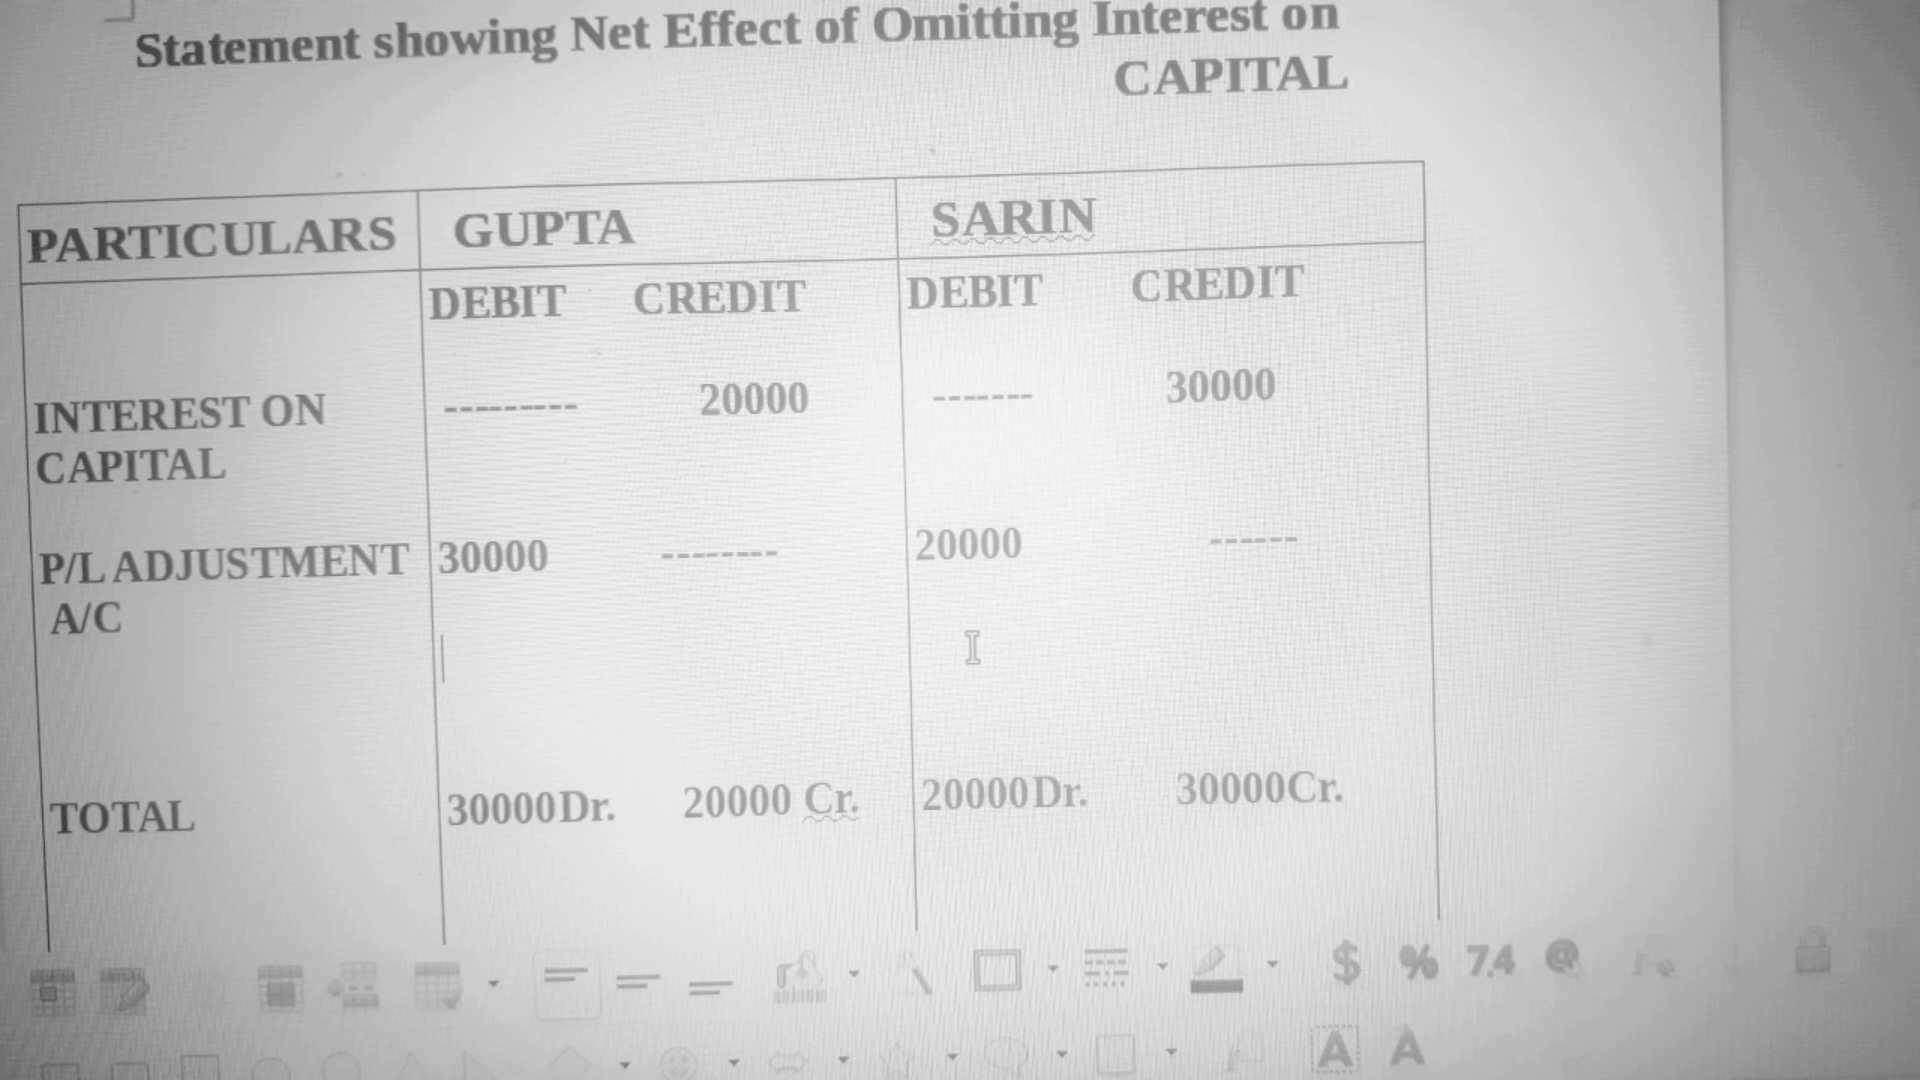 Statement showing Net Effect of Omitting Interest on
CAPITAL
PARTICULARS GUPTA SARIN
DEBIT CREDIT DEBIT CREDIT
INTEREST ON --------- 20000 ------- 30000
CAPITAL
P/L ADJUSTMENT 30000 -------- 20000 ------
A/C
TOTAL 30000Dr. 20000 Cr. 20000Dr. 30000Cr.
$ % 7.4 @
A A